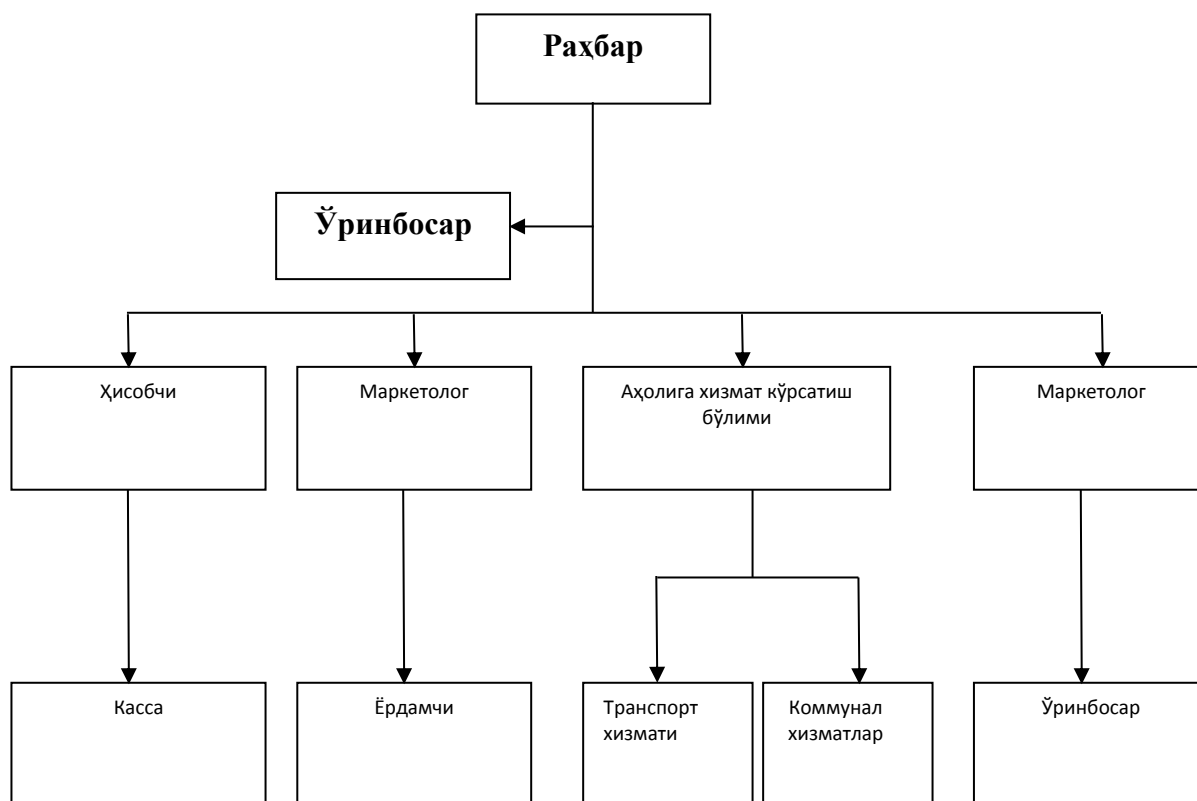 Раҳбар
Ўринбосар
Ҳисобчи
Маркетолог
Аҳолига хизмат кўрсатиш
бўлими
Маркетолог
Касса
Ёрдамчи
Транспорт
хизмати
Коммунал
хизматлар
Ўринбосар